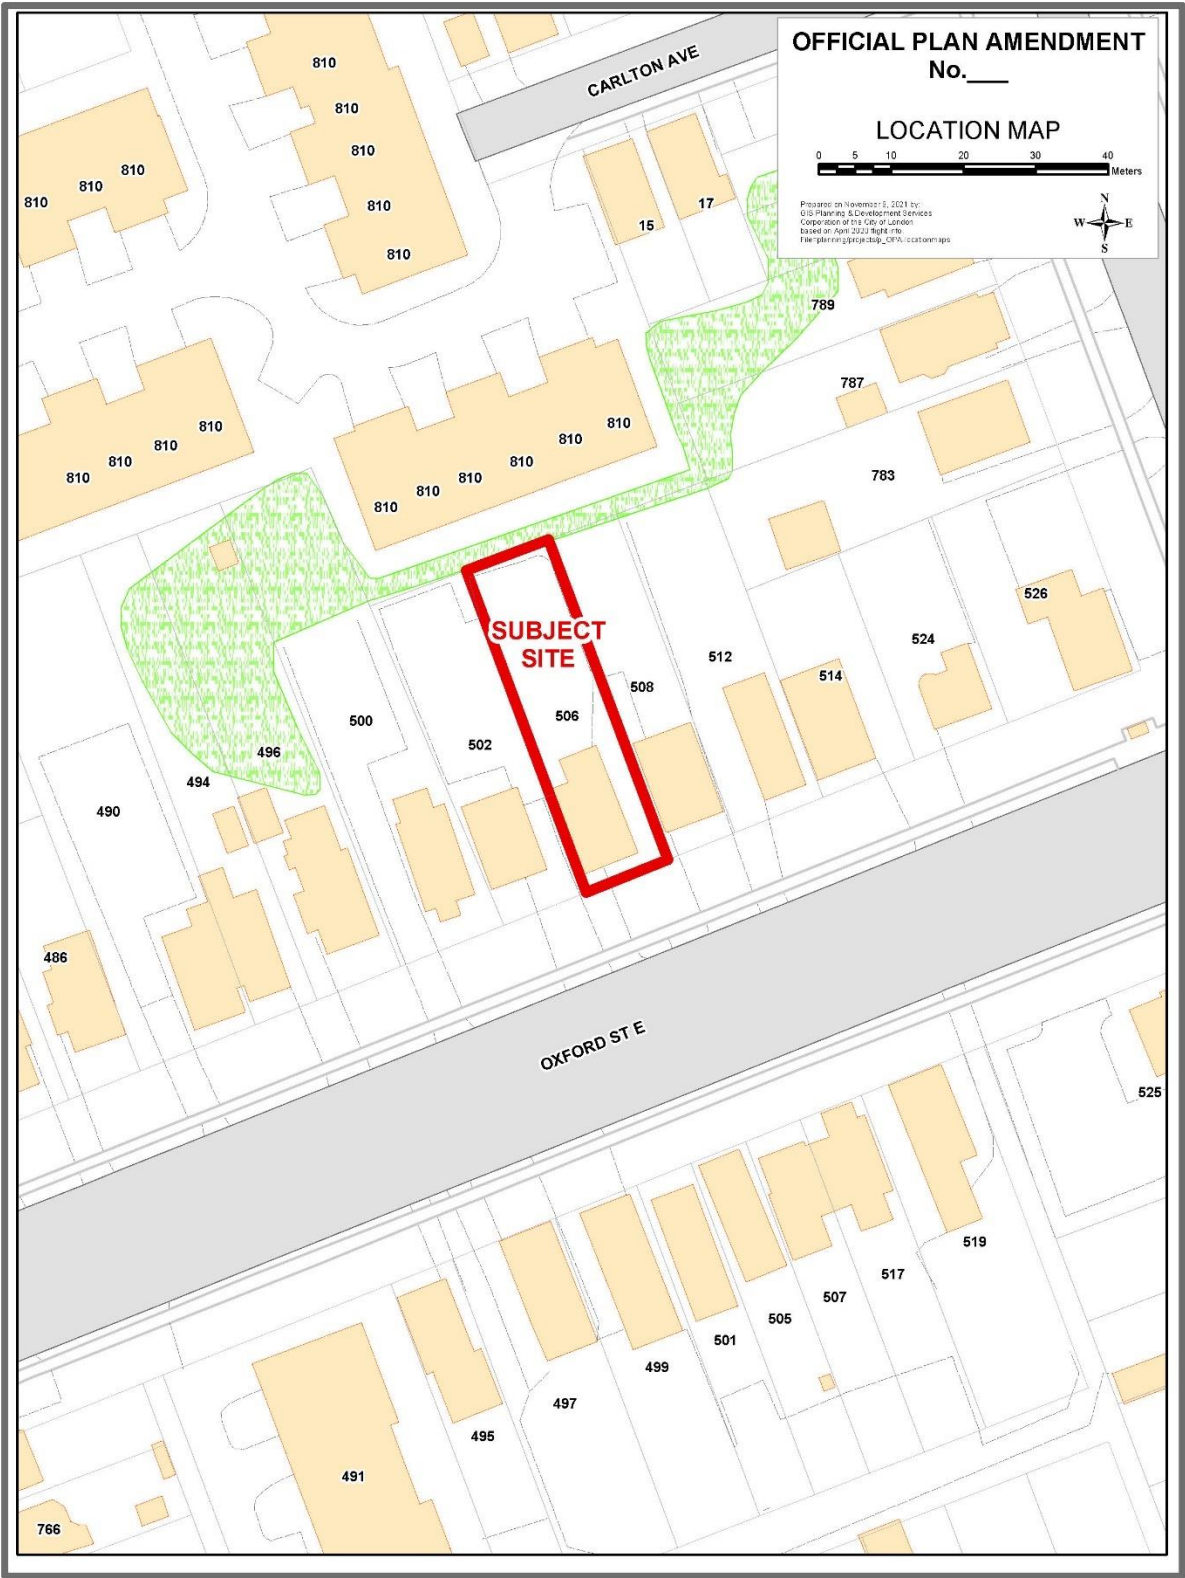 OFFICIAL PLAN AMENDMENT
No.___
LOCATION MAP
0 5 10 20 30 40
Meters
Prepared on November 9, 2021 by:
GIS Planning & Development Services
Corporation of the City of London
based on April 2020 flight info.
N
W E
S
CARLTON AVE
810
810
810
810
810
810
810
810
15
17
789
787
783
810
810
810
810
810
810
810
810
810
810
SUBJECT
SITE
526
524
514
512
508
506
502
500
496
494
490
486
OXFORD ST E
525
519
517
507
505
501
499
497
495
491
766